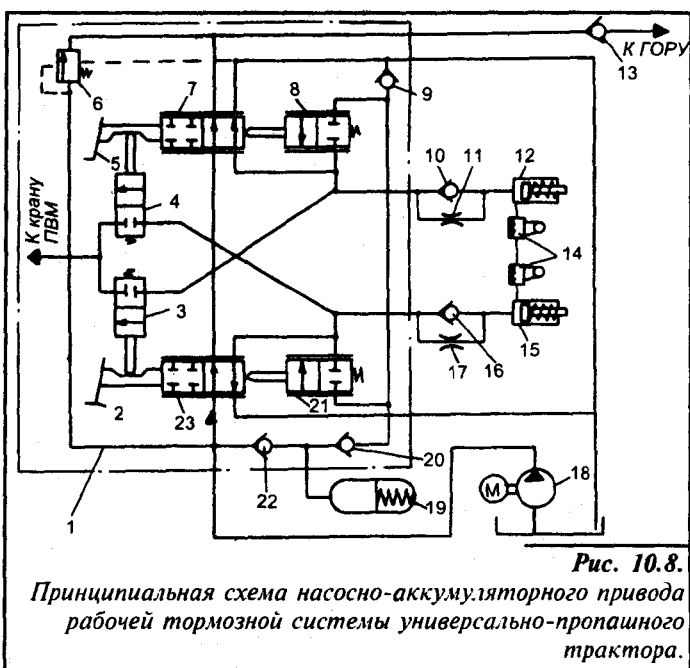 К ГОРУ
13
6
7
8
9
5
4
10
11
12
К крану
ПВМ
14
3
15
16
17
2
23
21
20
22
18
М
19
1
Рис. 10.8.
Принципиальная схема насосно-аккумуляторного привода
рабочей тормозной системы универсально-пропашного
трактора.